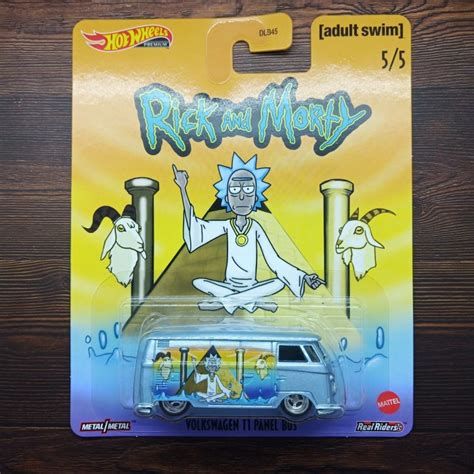 Hot Wheels
PREMIUM
DLB45
[adult swim]
5/5
Rick and Morty
VOLKSWAGEN T1 PANEL BUS
METAL/METAL
MATTEL
Real Riders